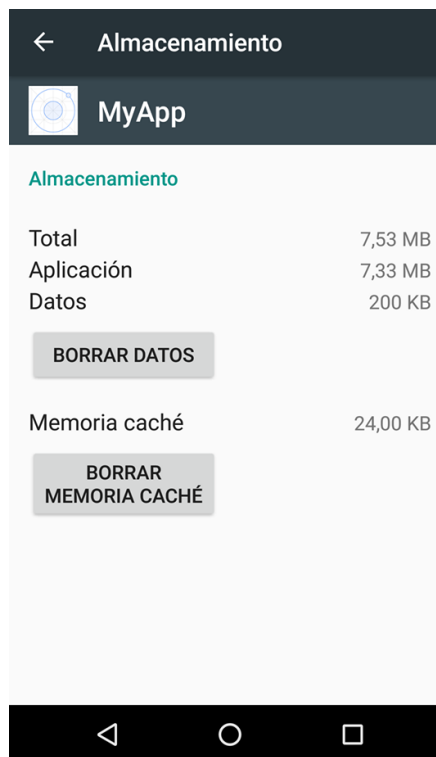 Almacenamiento
MyApp
Almacenamiento
Total 7,53 MB
Aplicación 7,33 MB
Datos 200 KB
BORRAR DATOS
Memoria caché 24,00 KB
BORRAR
MEMORIA CACHÉ